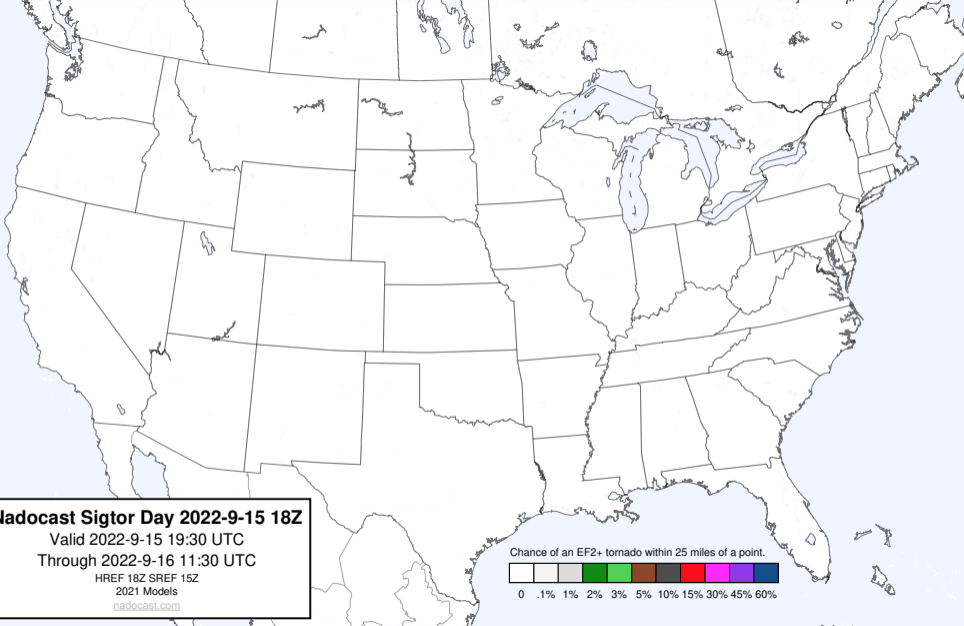 Nadocast Sigtor Day 2022-9-15 18Z
Valid 2022-9-15 19:30 UTC
Through 2022-9-16 11:30 UTC
HREF 18Z SREF 15Z
2021 Models
nadocast.com
Chance of an EF2+ tornado within 25 miles of a point.
0 .1% 1% 2% 3% 5% 10% 15% 30% 45% 60%